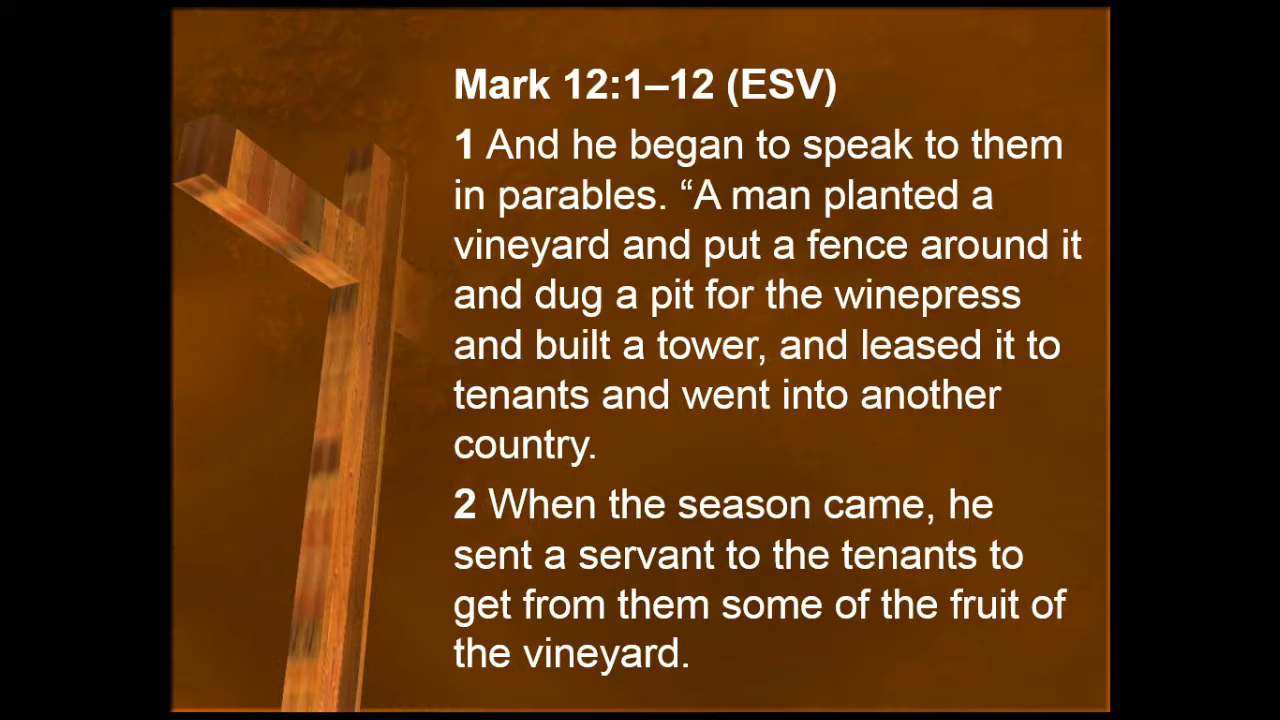 Mark 12:1–12 (ESV)
1 And he began to speak to them
in parables. “A man planted a
vineyard and put a fence around it
and dug a pit for the winepress
and built a tower, and leased it to
tenants and went into another
country.
2 When the season came, he
sent a servant to the tenants to
get from them some of the fruit of
the vineyard.